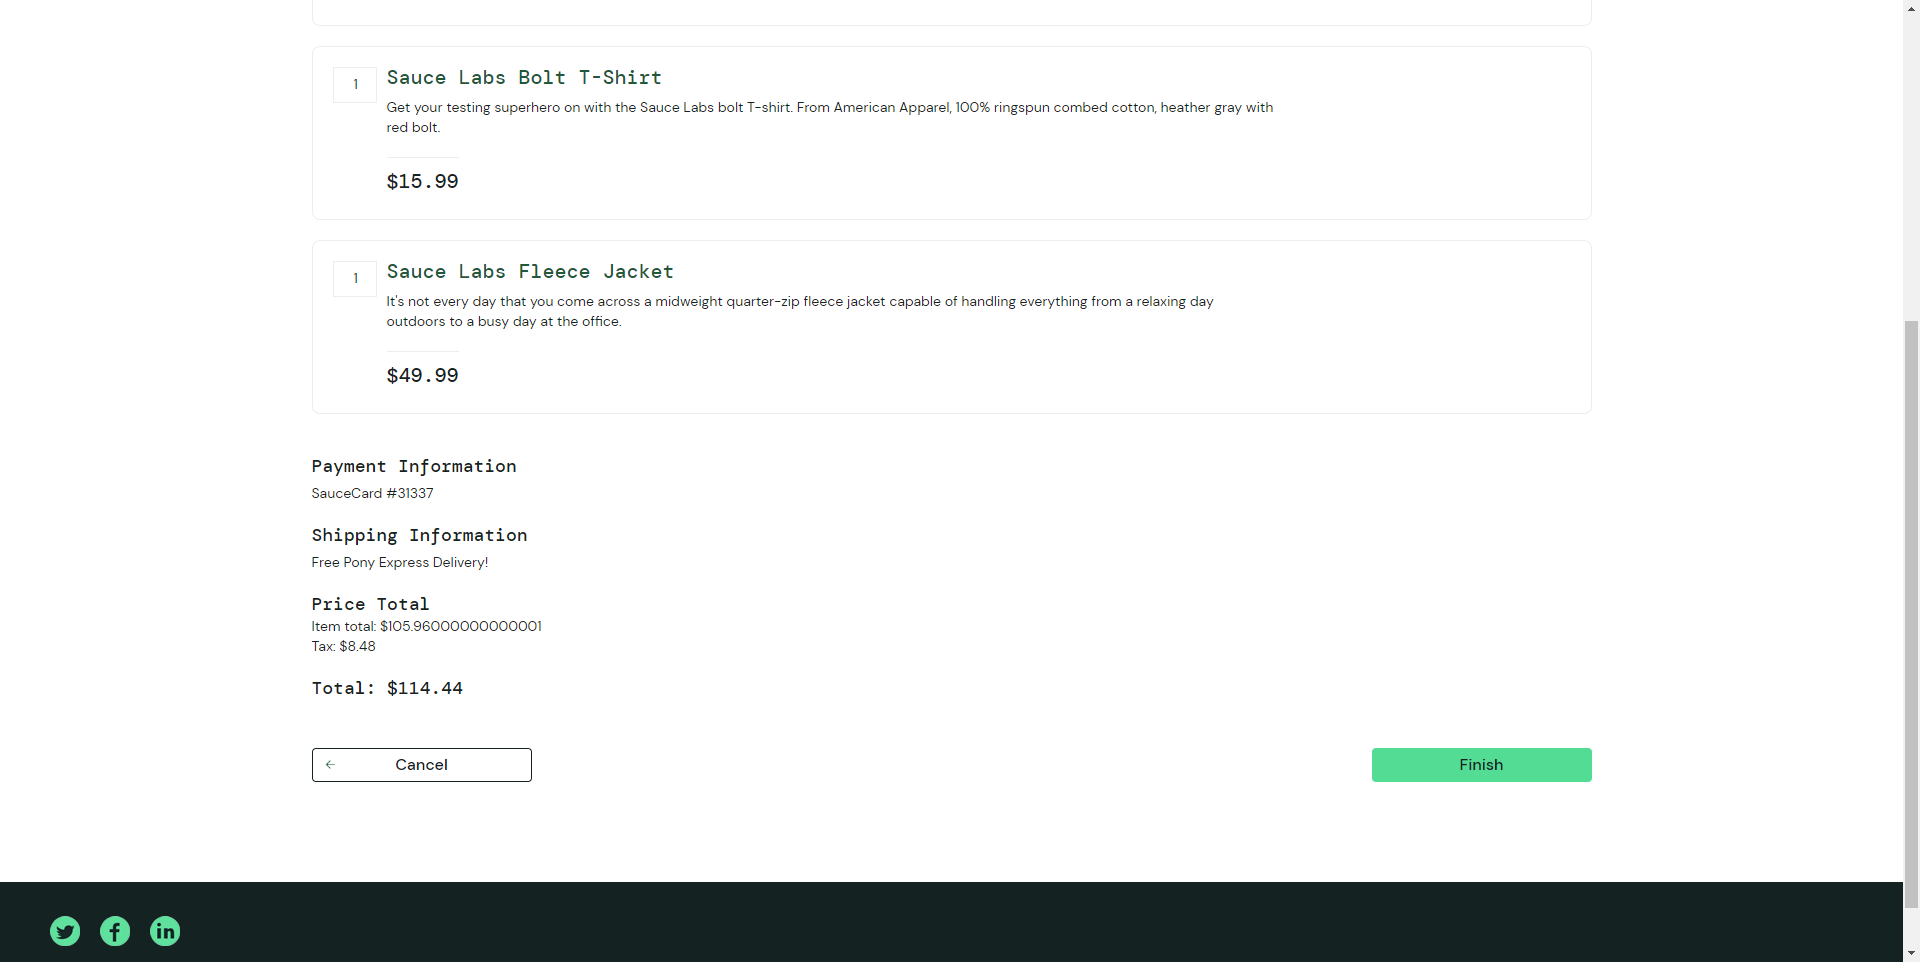 1
Sauce Labs Bolt T-Shirt
Get your testing superhero on with the Sauce Labs bolt T-shirt. From American Apparel, 100% ringspun combed cotton, heather gray with
red bolt.
$15.99
1
Sauce Labs Fleece Jacket
It's not every day that you come across a midweight quarter-zip fleece jacket capable of handling everything from a relaxing day
outdoors to a busy day at the office.
$49.99
Payment Information
SauceCard #31337
Shipping Information
Free Pony Express Delivery!
Price Total
Item total: $105.96000000000001
Tax: $8.48
Total: $114.44
Cancel
Finish